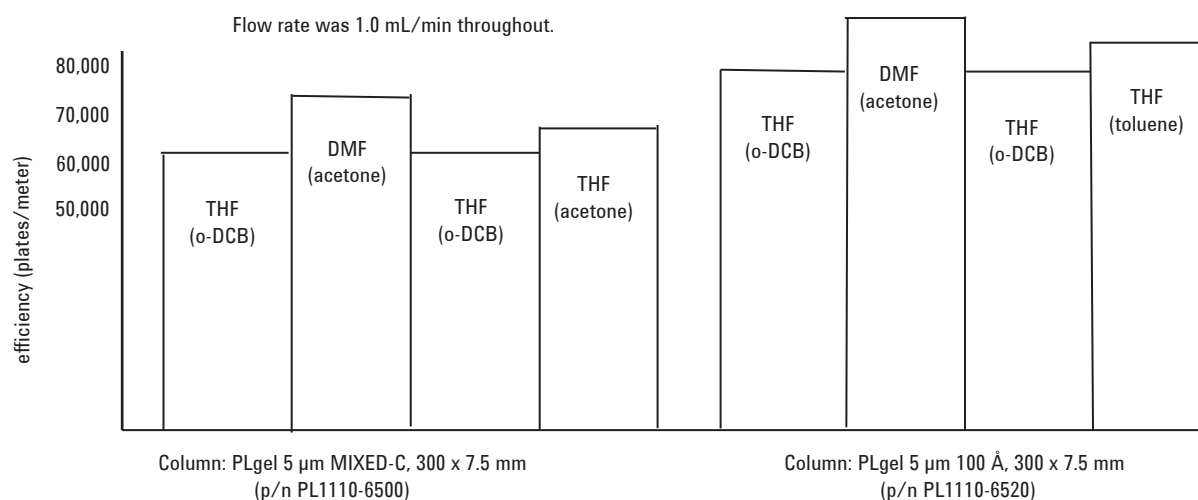 Flow rate was 1.0 mL/min throughout.
80,000
70,000
60,000
50,000
efficiency (plates/meter)
THF
(o-DCB)
DMF
(acetone)
THF
(o-DCB)
THF
(acetone)
THF
(o-DCB)
DMF
(acetone)
THF
(o-DCB)
THF
(toluene)
Column: PLgel 5 µm MIXED-C, 300 x 7.5 mm
(p/n PL1110-6500)
Column: PLgel 5 µm 100 Å, 300 x 7.5 mm
(p/n PL1110-6520)